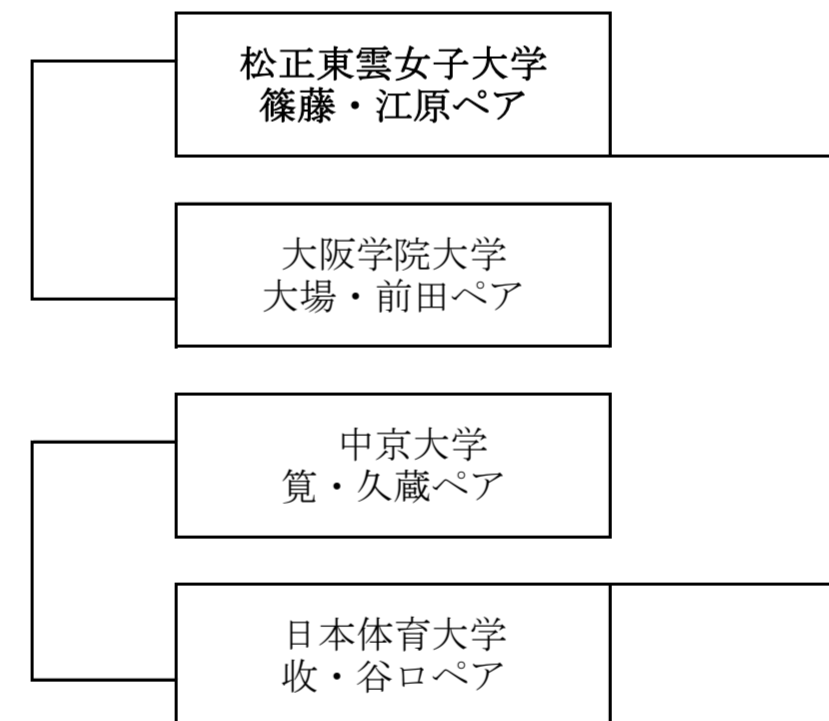 松正東雲女子大学
篠藤・江原ペア
大阪学院大学
大場・前田ペア
中京大学
筧・久蔵ペア
日本体育大学
收・谷口ペア